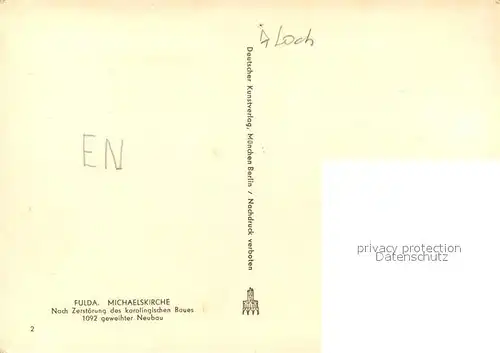 Loch
EN
Deutscher Kunstverlag, München Berlin / Nachdruck verboten
privacy protection
Datenschutz
FULDA. MICHAELSKIRCHE
Nach Zerstörung des karolingischen Baues
1092 geweihter Neubau
2